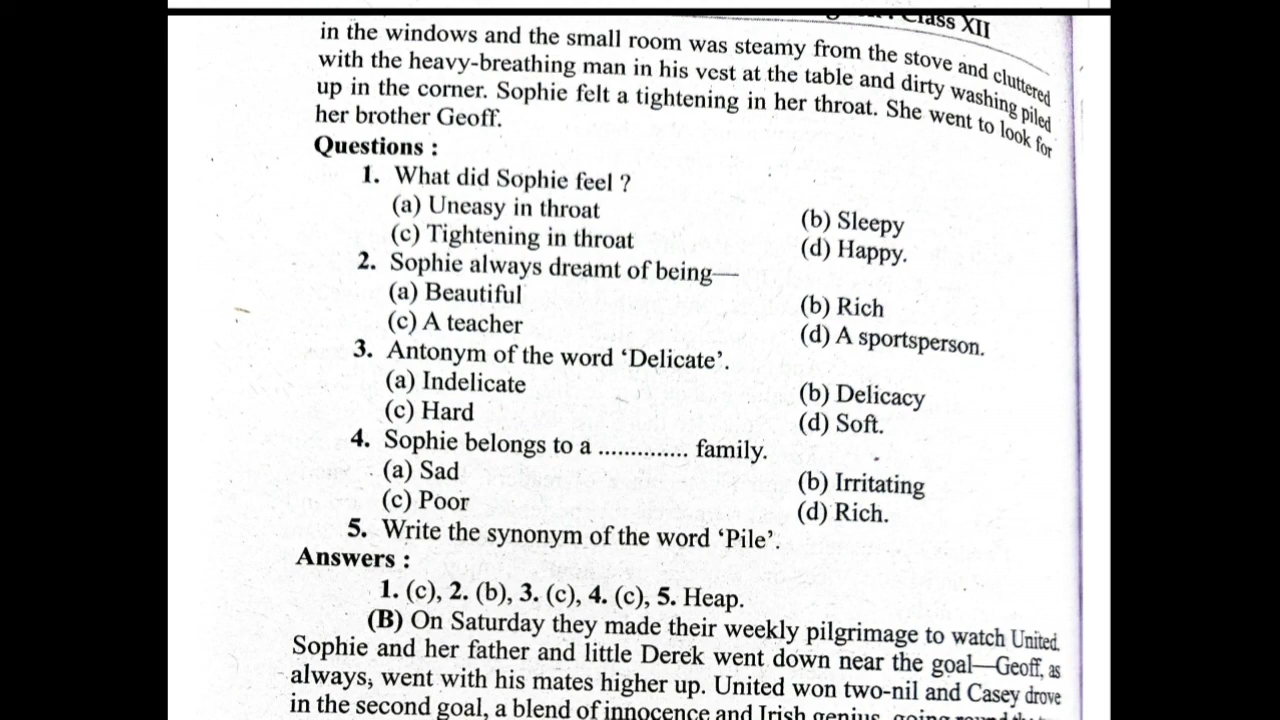 Class XII
in the windows and the small room was steamy from the stove and cluttered
with the heavy-breathing man in his vest at the table and dirty washing piled
up in the corner. Sophie felt a tightening in her throat. She went to look for
her brother Geoff.
Questions :
1. What did Sophie feel ?
(a) Uneasy in throat (b) Sleepy
(c) Tightening in throat (d) Happy.
2. Sophie always dreamt of being—
(a) Beautiful (b) Rich
(c) A teacher (d) A sportsperson.
3. Antonym of the word ‘Delicate’.
(a) Indelicate (b) Delicacy
(c) Hard (d) Soft.
4. Sophie belongs to a .............. family.
(a) Sad (b) Irritating
(c) Poor (d) Rich.
5. Write the synonym of the word ‘Pile’.
Answers :
1. (c), 2. (b), 3. (c), 4. (c), 5. Heap.
(B) On Saturday they made their weekly pilgrimage to watch United.
Sophie and her father and little Derek went down near the goal—Geoff, as
always, went with his mates higher up. United won two-nil and Casey drove
in the second goal, a blend of innocence and Irish genius, going round the